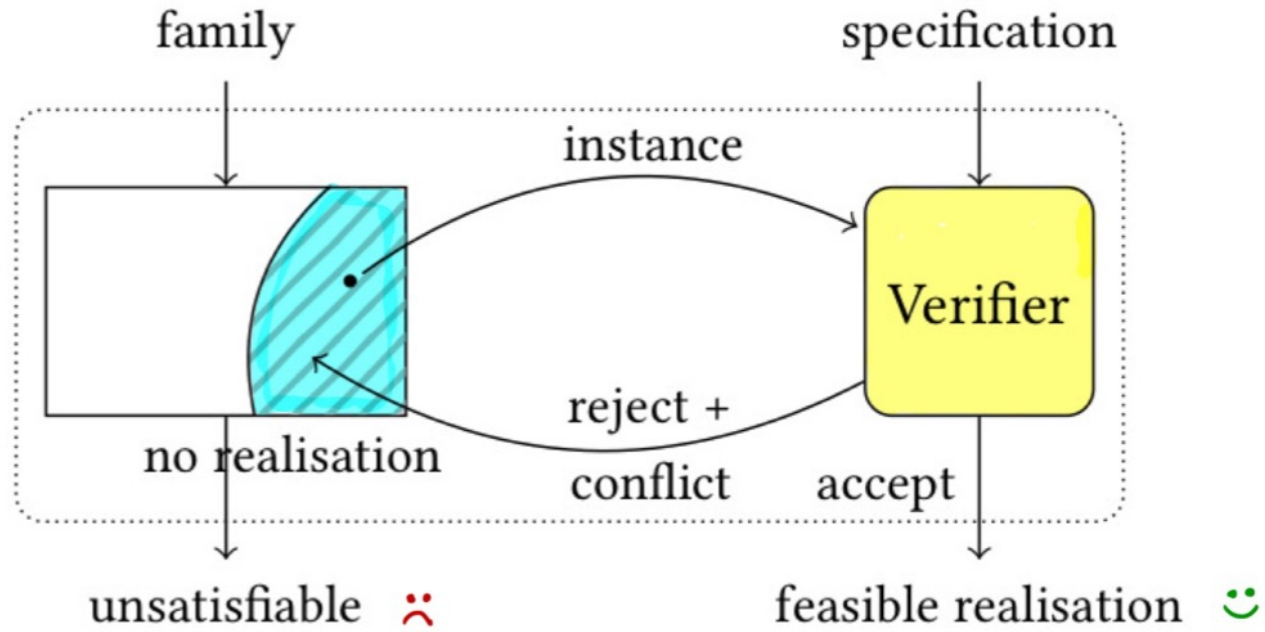 family
specification
instance
Verifier
reject +
conflict
no realisation
accept
unsatisfiable
feasible realisation